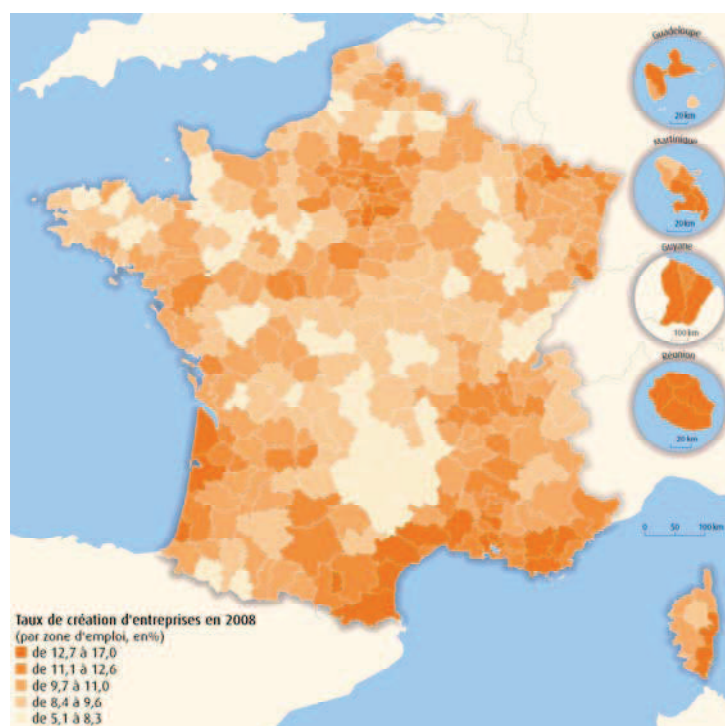 Guadeloupe
20 km
Martinique
20 km
Guyane
100 km
Réunion
20 km
0 50 100 km
Taux de création d'entreprises en 2008
(par zone d'emploi, en%)
de 12,7 à 17,0
de 11,1 à 12,6
de 9,7 à 11,0
de 8,4 à 9,6
de 5,1 à 8,3